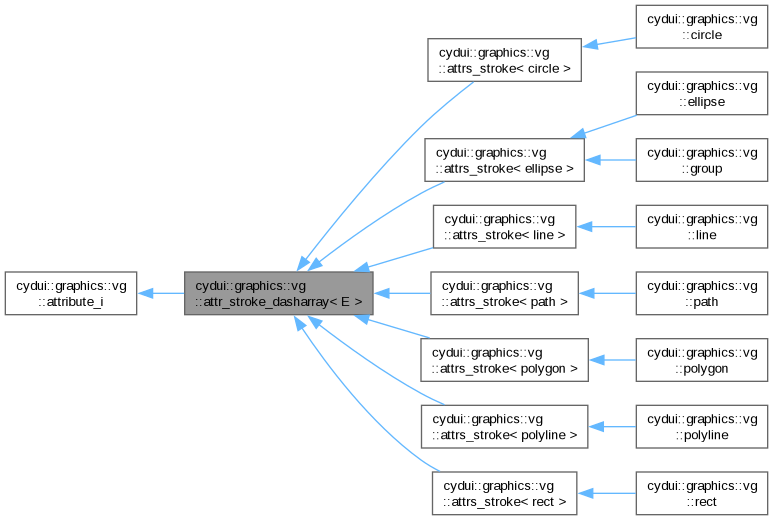 cydui::graphics::vg
::attribute_i
cydui::graphics::vg
::attr_stroke_dasharray< E >
cydui::graphics::vg
::attrs_stroke< circle >
cydui::graphics::vg
::circle
cydui::graphics::vg
::attrs_stroke< ellipse >
cydui::graphics::vg
::ellipse
cydui::graphics::vg
::group
cydui::graphics::vg
::attrs_stroke< line >
cydui::graphics::vg
::line
cydui::graphics::vg
::attrs_stroke< path >
cydui::graphics::vg
::path
cydui::graphics::vg
::attrs_stroke< polygon >
cydui::graphics::vg
::polygon
cydui::graphics::vg
::attrs_stroke< polyline >
cydui::graphics::vg
::polyline
cydui::graphics::vg
::attrs_stroke< rect >
cydui::graphics::vg
::rect